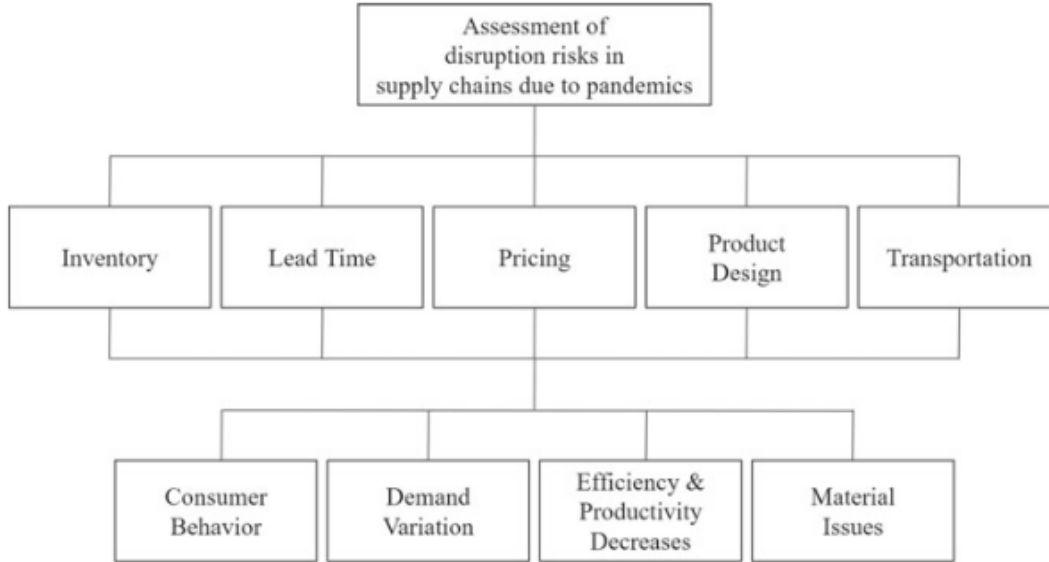 Assessment of
disruption risks in
supply chains due to pandemics
Inventory
Lead Time
Pricing
Product
Design
Transportation
Consumer
Behavior
Demand
Variation
Efficiency &
Productivity
Decreases
Material
Issues